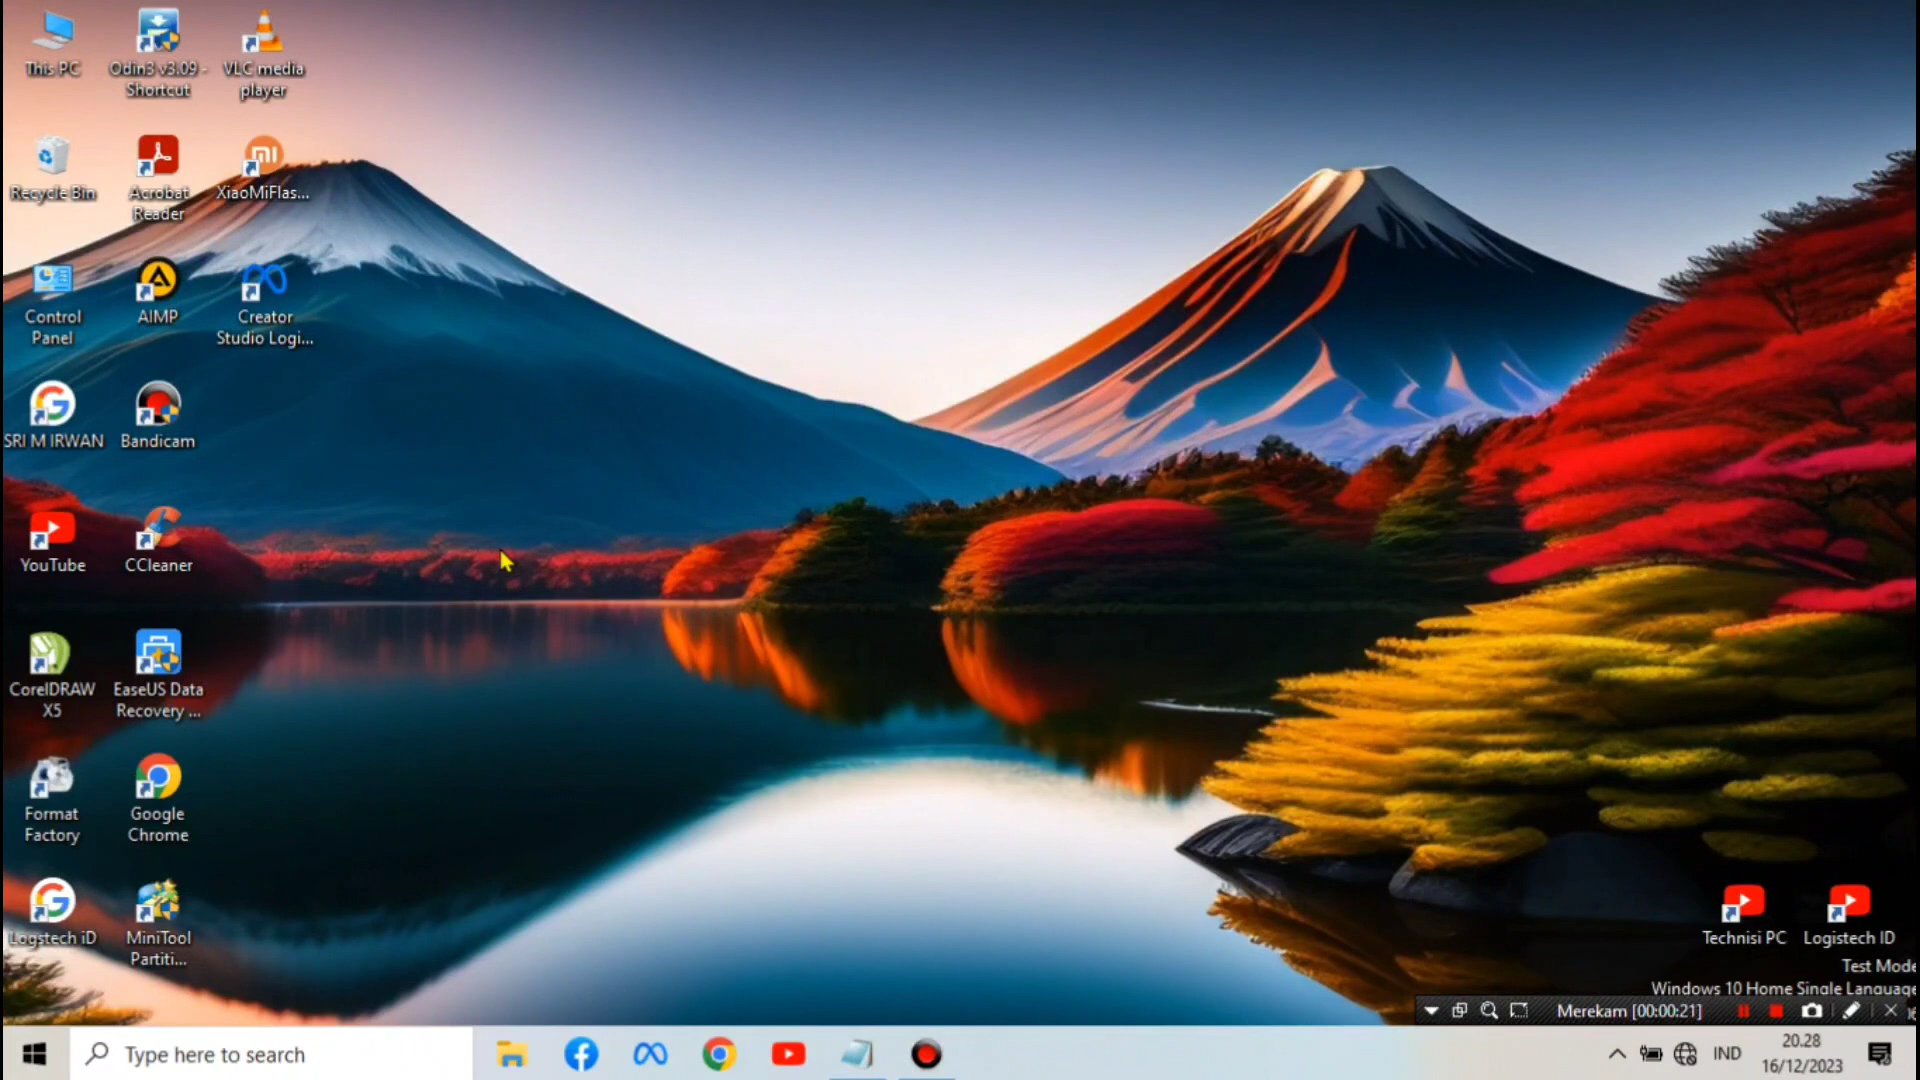 This PC
Odin3 v3.09 -
Shortcut
VLC media
player
Recycle Bin
Acrobat
Reader
XiaoMiFlas...
Control
Panel
AIMP
Creator
Studio Logi...
SRI M IRWAN
Bandicam
YouTube
CCleaner
CorelDRAW
X5
EaseUS Data
Recovery ...
Format
Factory
Google
Chrome
Logstech iD
MiniTool
Partiti...
Technisi PC
Logistech ID
Test Mode
Windows 10 Home Single Language
Merekam [00:00:21]
Type here to search
IND
20.28
16/12/2023